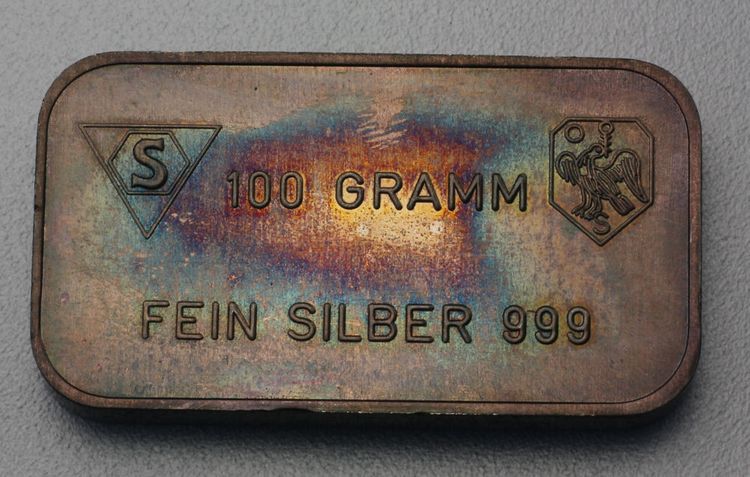 S
100 GRAMM
S
FEIN SILBER 999